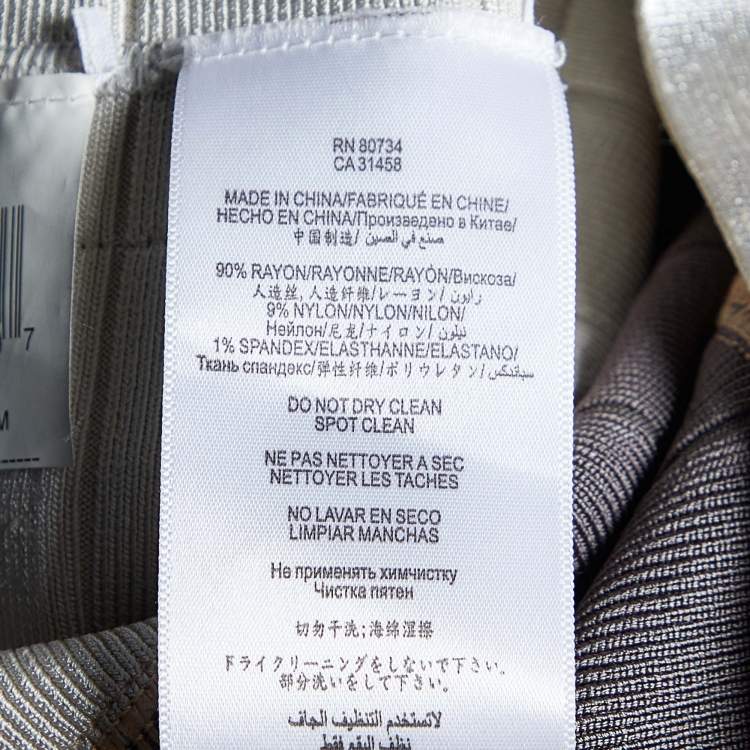 RN 80734
CA 31458
MADE IN CHINA/FABRIQUÉ EN CHINE/
HECHO EN CHINA/Произведено в Китае/
中国制造/ صنع في الصين/
90% RAYON/RAYONNE/RAYÓN/Вискоза/
人造丝, 人造纤维/レーヨン/ رايون/
9% NYLON/NYLON/NILON/
Нейлон/尼龙/ナイロン/ نيلون/
1% SPANDEX/ELASTHANNE/ELASTANO/
Ткань спандекс/弹性纤维/ポリウレタン/ سباندكس/
DO NOT DRY CLEAN
SPOT CLEAN
NE PAS NETTOYER A SEC
NETTOYER LES TACHES
NO LAVAR EN SECO
LIMPIAR MANCHAS
Не применять химчистку
Чистка пятен
切勿干洗;海绵湿擦
ドライクリーニングをしないで下さい。
部分洗いをして下さい。
لاتستخدم التنظيف الجاف
نظف البقع فقط
7
M